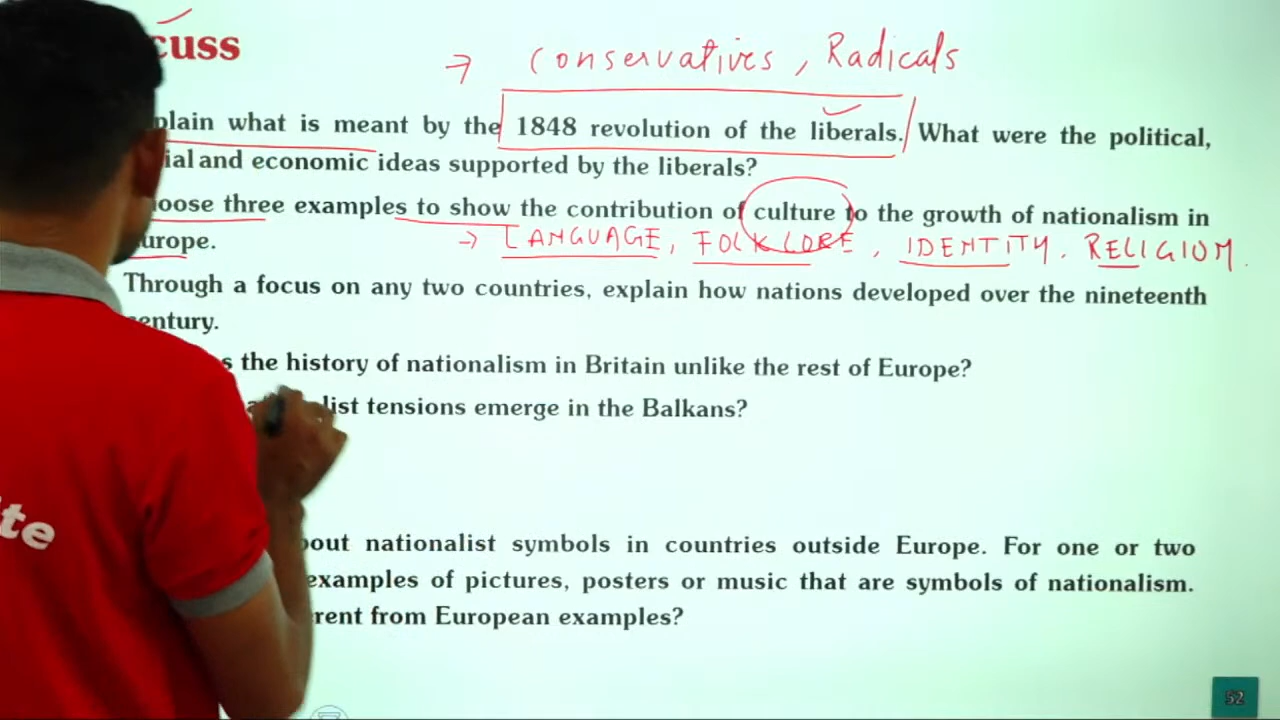 cuss
→ Conservatives, Radicals
plain what is meant by the 1848 revolution of the liberals. What were the political,
ial and economic ideas supported by the liberals?
oose three examples to show the contribution of culture to the growth of nationalism in
urope.
→ LANGUAGE, FOLKLORE, IDENTITY. RELIGION.
Through a focus on any two countries, explain how nations developed over the nineteenth
entury.
s the history of nationalism in Britain unlike the rest of Europe?
list tensions emerge in the Balkans?
bout nationalist symbols in countries outside Europe. For one or two
examples of pictures, posters or music that are symbols of nationalism.
rent from European examples?
te
52